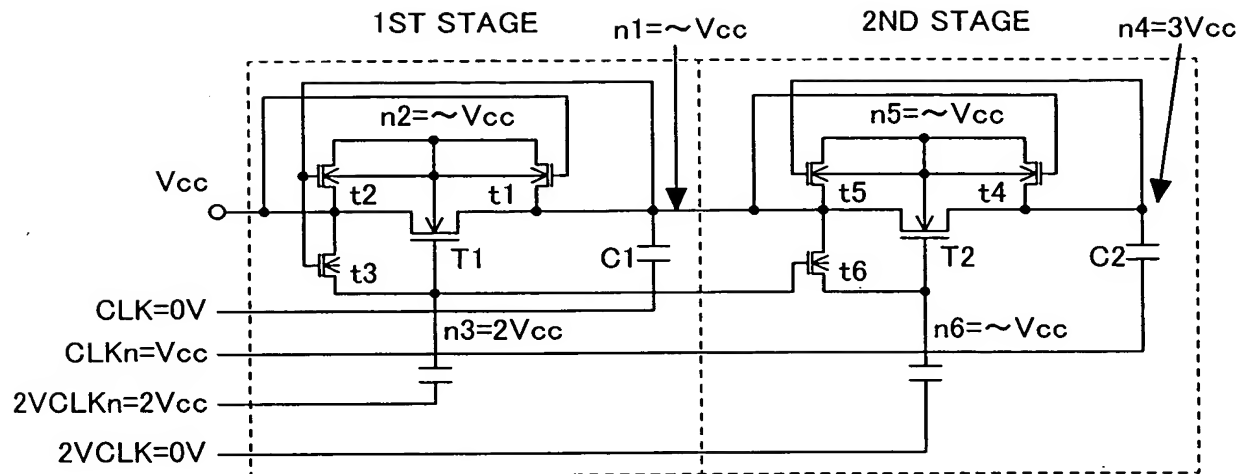 1ST STAGE
n1=~Vcc
2ND STAGE
n4=3Vcc
n2=~Vcc
n5=~Vcc
Vcc
t2
t1
t5
t4
t3
T1
C1
t6
T2
C2
CLK=0V
n3=2Vcc
n6=~Vcc
CLKn=Vcc
2VCLKn=2Vcc
2VCLK=0V